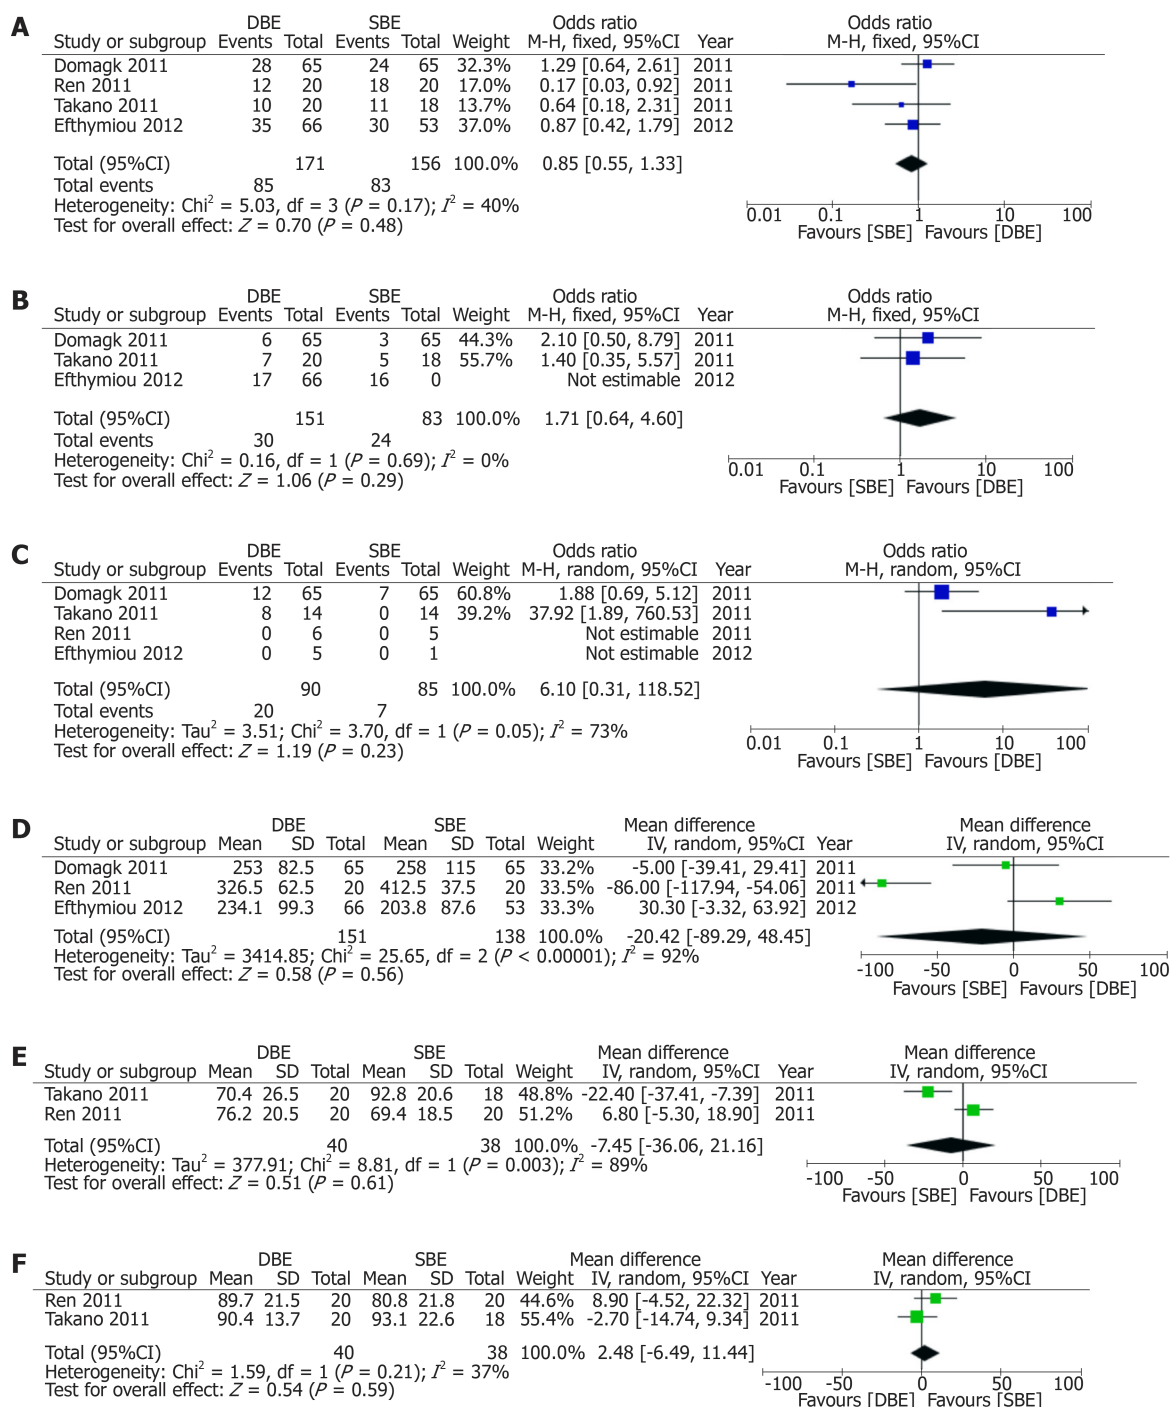 A
DBE SBE Odds ratio Odds ratio
Study or subgroup Events Total Events Total Weight M-H, fixed, 95%CI Year M-H, fixed, 95%CI
Domagk 2011 28 65 24 65 32.3% 1.29 [0.64, 2.61] 2011
Ren 2011 12 20 18 20 17.0% 0.17 [0.03, 0.92] 2011
Takano 2011 10 20 11 18 13.7% 0.64 [0.18, 2.31] 2011
Efthymiou 2012 35 66 30 53 37.0% 0.87 [0.42, 1.79] 2012
Total (95%CI) 171 156 100.0% 0.85 [0.55, 1.33]
Total events 85 83
Heterogeneity: Chi² = 5.03, df = 3 (P = 0.17); I² = 40%
Test for overall effect: Z = 0.70 (P = 0.48)
0.01 0.1 1 10 100
Favours [SBE] Favours [DBE]
B
DBE SBE Odds ratio Odds ratio
Study or subgroup Events Total Events Total Weight M-H, fixed, 95%CI Year M-H, fixed, 95%CI
Domagk 2011 6 65 3 65 44.3% 2.10 [0.50, 8.79] 2011
Takano 2011 7 20 5 18 55.7% 1.40 [0.35, 5.57] 2011
Efthymiou 2012 17 66 16 0 Not estimable 2012
Total (95%CI) 151 83 100.0% 1.71 [0.64, 4.60]
Total events 30 24
Heterogeneity: Chi² = 0.16, df = 1 (P = 0.69); I² = 0%
Test for overall effect: Z = 1.06 (P = 0.29)
0.01 0.1 1 10 100
Favours [SBE] Favours [DBE]
C
DBE SBE Odds ratio Odds ratio
Study or subgroup Events Total Events Total Weight M-H, random, 95%CI Year M-H, random, 95%CI
Domagk 2011 12 65 7 65 60.8% 1.88 [0.69, 5.12] 2011
Takano 2011 8 14 0 14 39.2% 37.92 [1.89, 760.53] 2011
Ren 2011 0 6 0 5 Not estimable 2011
Efthymiou 2012 0 5 0 1 Not estimable 2012
Total (95%CI) 90 85 100.0% 6.10 [0.31, 118.52]
Total events 20 7
Heterogeneity: Tau² = 3.51; Chi² = 3.70, df = 1 (P = 0.05); I² = 73%
Test for overall effect: Z = 1.19 (P = 0.23)
0.01 0.1 1 10 100
Favours [SBE] Favours [DBE]
D
DBE SBE Mean difference Mean difference
Study or subgroup Mean SD Total Mean SD Total Weight IV, random, 95%CI Year IV, random, 95%CI
Domagk 2011 253 82.5 65 258 115 65 33.2% -5.00 [-39.41, 29.41] 2011
Ren 2011 326.5 62.5 20 412.5 37.5 20 33.5% -86.00 [-117.94, -54.06] 2011
Efthymiou 2012 234.1 99.3 66 203.8 87.6 53 33.3% 30.30 [-3.32, 63.92] 2012
Total (95%CI) 151 138 100.0% -20.42 [-89.29, 48.45]
Heterogeneity: Tau² = 3414.85; Chi² = 25.65, df = 2 (P < 0.00001); I² = 92%
Test for overall effect: Z = 0.58 (P = 0.56)
-100 -50 0 50 100
Favours [SBE] Favours [DBE]
E
DBE SBE Mean difference Mean difference
Study or subgroup Mean SD Total Mean SD Total Weight IV, random, 95%CI Year IV, random, 95%CI
Takano 2011 70.4 26.5 20 92.8 20.6 18 48.8% -22.40 [-37.41, -7.39] 2011
Ren 2011 76.2 20.5 20 69.4 18.5 20 51.2% 6.80 [-5.30, 18.90] 2011
Total (95%CI) 40 38 100.0% -7.45 [-36.06, 21.16]
Heterogeneity: Tau² = 377.91; Chi² = 8.81, df = 1 (P = 0.003); I² = 89%
Test for overall effect: Z = 0.51 (P = 0.61)
-100 -50 0 50 100
Favours [SBE] Favours [DBE]
F
DBE SBE Mean difference Mean difference
Study or subgroup Mean SD Total Mean SD Total Weight IV, random, 95%CI Year IV, random, 95%CI
Ren 2011 89.7 21.5 20 80.8 21.8 20 44.6% 8.90 [-4.52, 22.32] 2011
Takano 2011 90.4 13.7 20 93.1 22.6 18 55.4% -2.70 [-14.74, 9.34] 2011
Total (95%CI) 40 38 100.0% 2.48 [-6.49, 11.44]
Heterogeneity: Chi² = 1.59, df = 1 (P = 0.21); I² = 37%
Test for overall effect: Z = 0.54 (P = 0.59)
-100 -50 0 50 100
Favours [DBE] Favours [SBE]